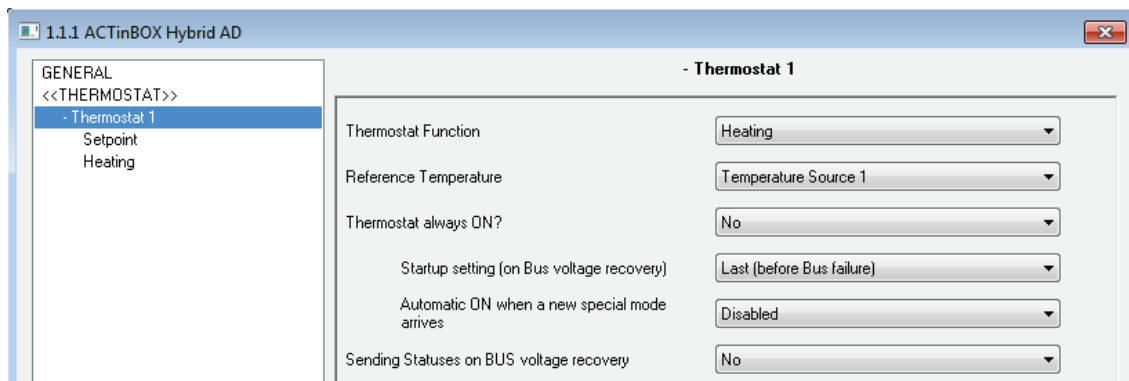 1.1.1 ACTinBOX Hybrid AD
GENERAL
<<THERMOSTAT>>
- Thermostat 1
Setpoint
Heating
- Thermostat 1
Thermostat Function
Heating
Reference Temperature
Temperature Source 1
Thermostat always ON?
No
Startup setting (on Bus voltage recovery)
Last (before Bus failure)
Automatic ON when a new special mode
arrives
Disabled
Sending Statuses on BUS voltage recovery
No